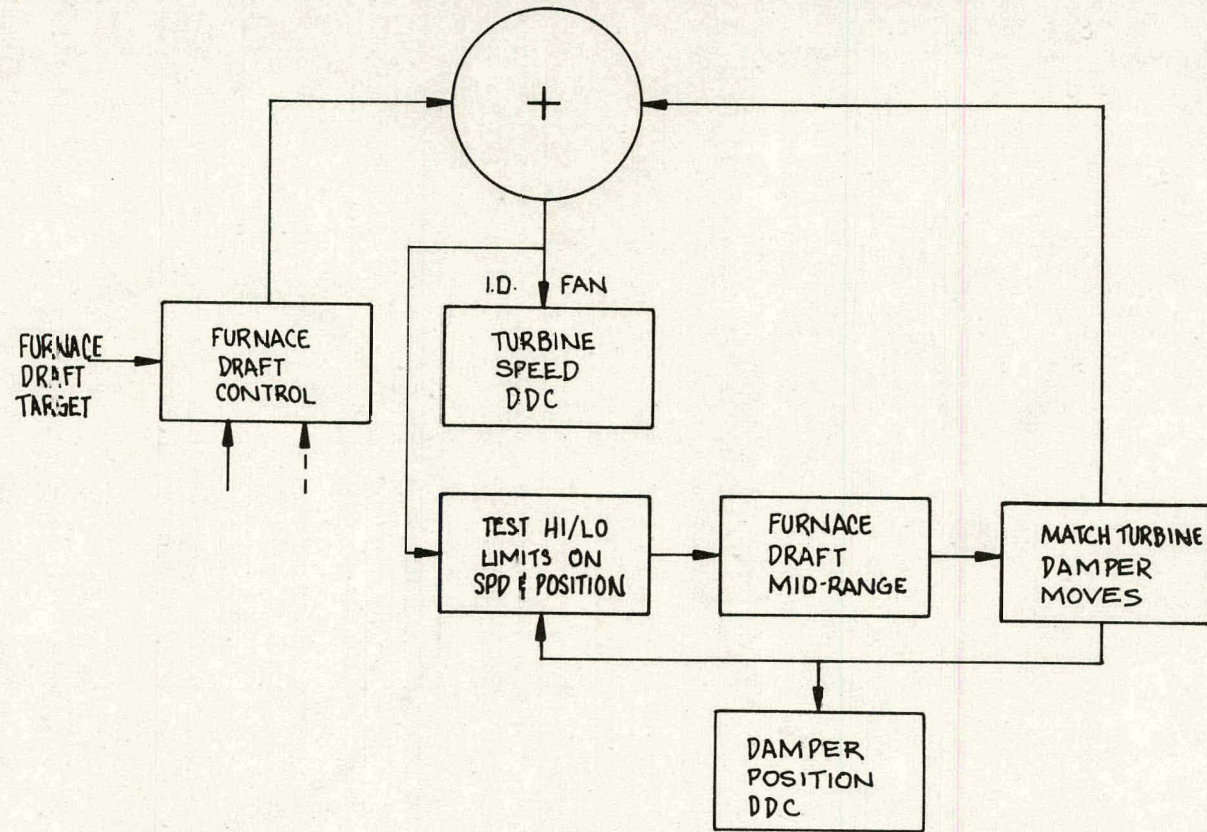 +
I.D. FAN
FURNACE
DRAFT
TARGET
FURNACE
DRAFT
CONTROL
TURBINE
SPEED
DDC
TEST HI/LO
LIMITS ON
SPD & POSITION
FURNACE
DRAFT
MID-RANGE
MATCH TURBINE
DAMPER
MOVES
DAMPER
POSITION
DDC